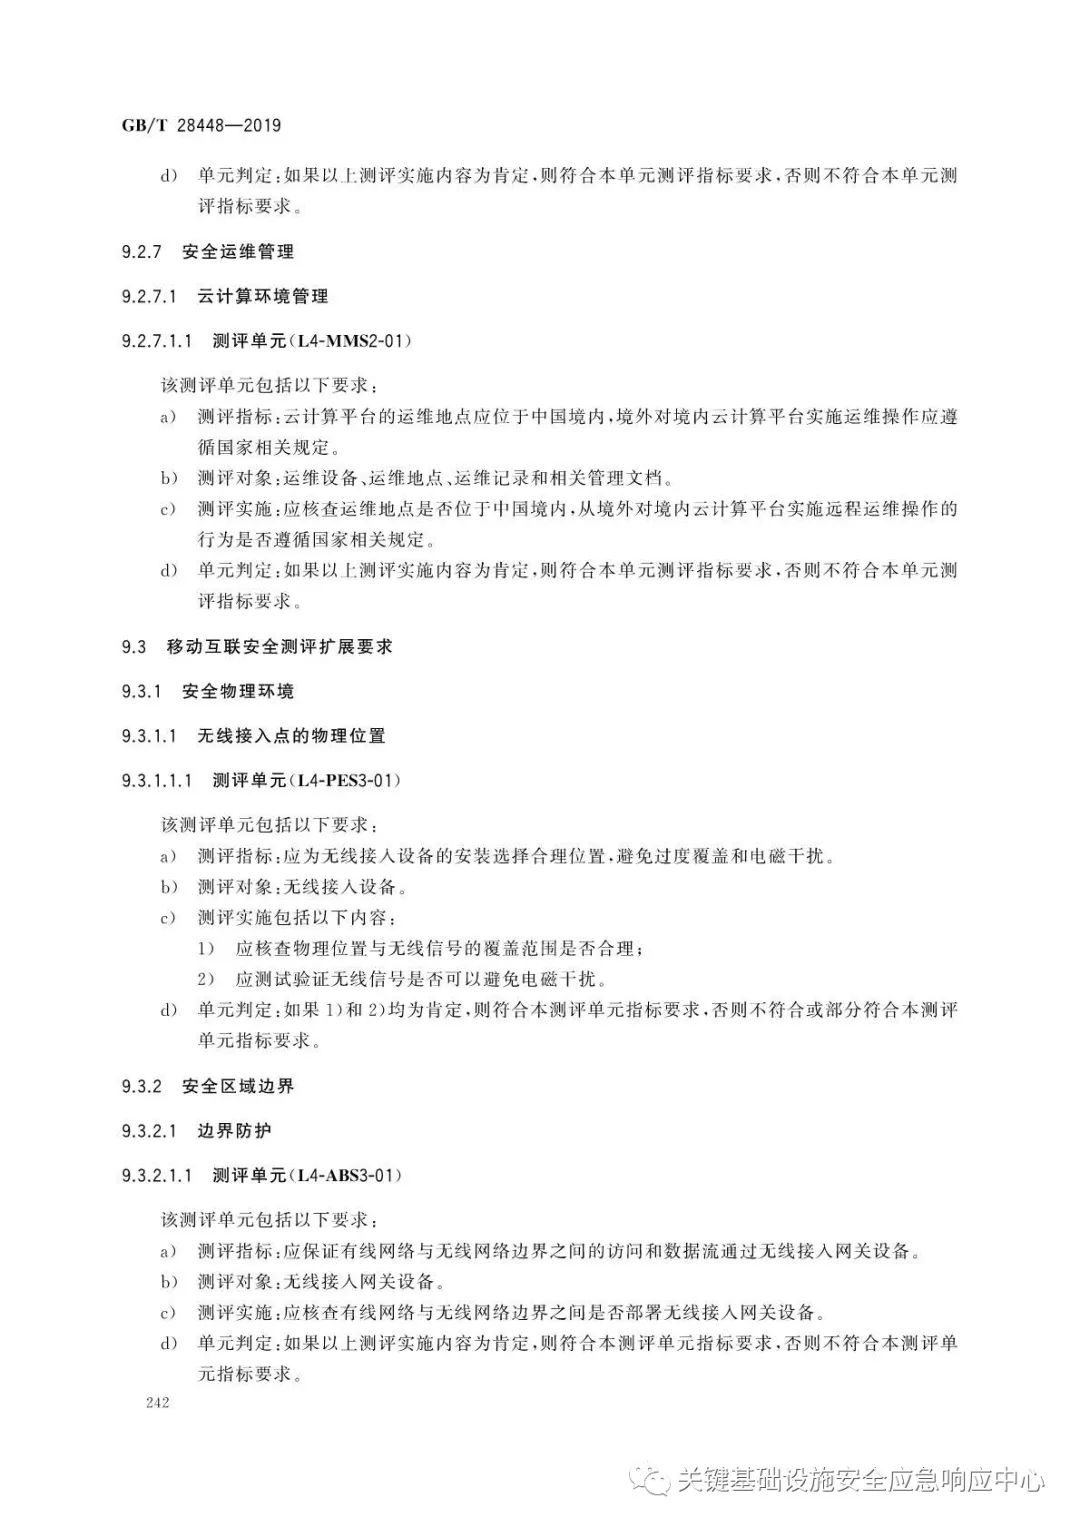 GB/T 28448—2019
d) 单元判定:如果以上测评实施内容为肯定,则符合本单元测评指标要求,否则不符合本单元测
评指标要求。
9.2.7 安全运维管理
9.2.7.1 云计算环境管理
9.2.7.1.1 测评单元(L4-MMS2-01)
该测评单元包括以下要求:
a) 测评指标:云计算平台的运维地点应位于中国境内,境外对境内云计算平台实施运维操作应遵
循国家相关规定。
b) 测评对象:运维设备、运维地点、运维记录和相关管理文档。
c) 测评实施:应核查运维地点是否位于中国境内,从境外对境内云计算平台实施远程运维操作的
行为是否遵循国家相关规定。
d) 单元判定:如果以上测评实施内容为肯定,则符合本单元测评指标要求,否则不符合本单元测
评指标要求。
9.3 移动互联安全测评扩展要求
9.3.1 安全物理环境
9.3.1.1 无线接入点的物理位置
9.3.1.1.1 测评单元(L4-PES3-01)
该测评单元包括以下要求:
a) 测评指标:应为无线接入设备的安装选择合理位置,避免过度覆盖和电磁干扰。
b) 测评对象:无线接入设备。
c) 测评实施包括以下内容:
1) 应核查物理位置与无线信号的覆盖范围是否合理;
2) 应测试验证无线信号是否可以避免电磁干扰。
d) 单元判定:如果 1)和 2)均为肯定,则符合本测评单元指标要求,否则不符合或部分符合本测评
单元指标要求。
9.3.2 安全区域边界
9.3.2.1 边界防护
9.3.2.1.1 测评单元(L4-ABS3-01)
该测评单元包括以下要求:
a) 测评指标:应保证有线网络与无线网络边界之间的访问和数据流通过无线接入网关设备。
b) 测评对象:无线接入网关设备。
c) 测评实施:应核查有线网络与无线网络边界之间是否部署无线接入网关设备。
d) 单元判定:如果以上测评实施内容为肯定,则符合本测评单元指标要求,否则不符合本测评单
元指标要求。
242
关键基础设施安全应急响应中心